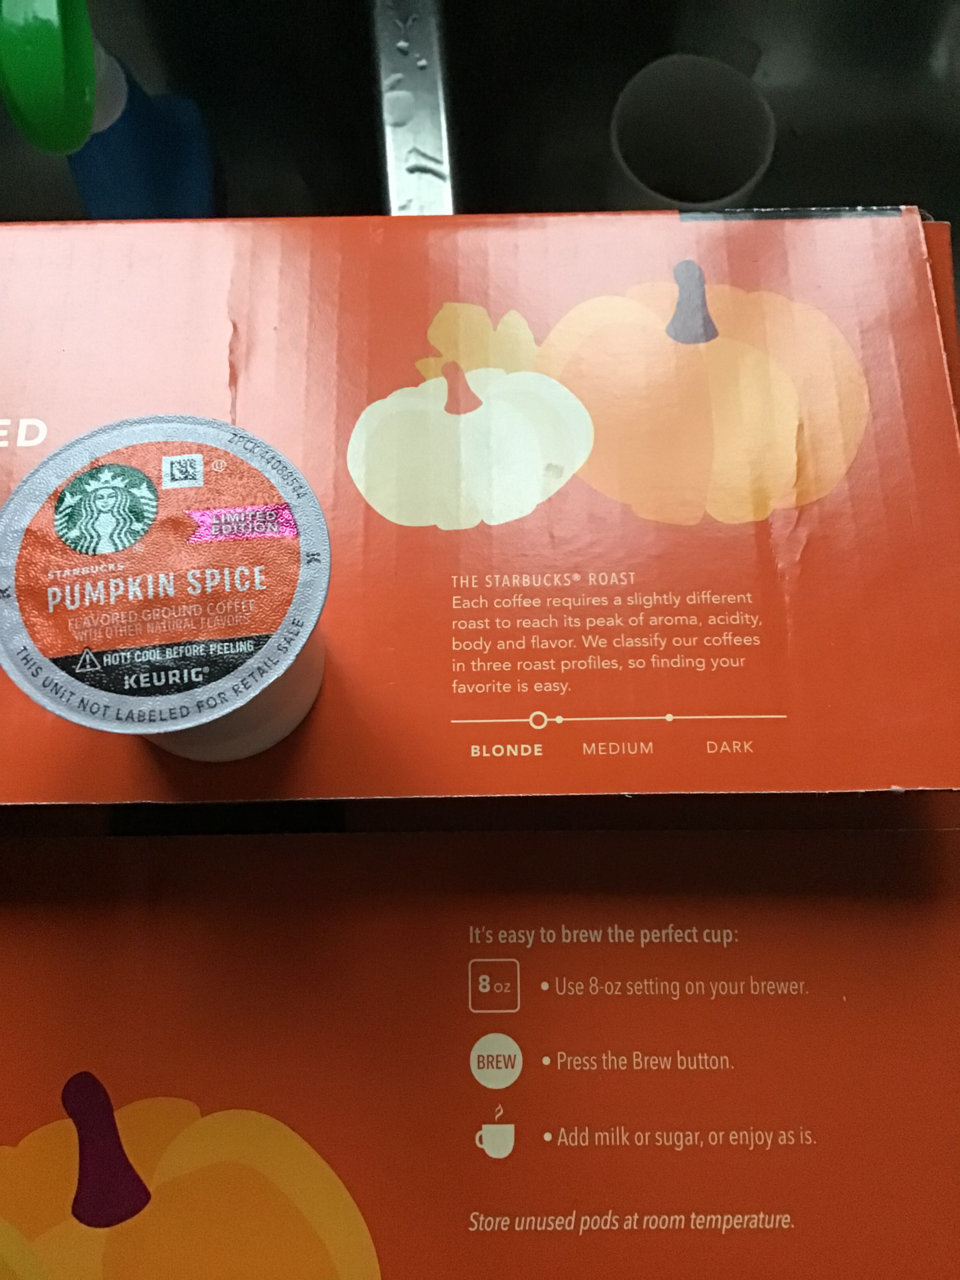 ED
ZPCK-44088544
LIMITED
EDITION
STARBUCKS
PUMPKIN SPICE
FLAVORED GROUND COFFEE
WITH OTHER NATURAL FLAVORS
HOT! COOL BEFORE PEELING
KEURIG®
K
K
THIS UNIT NOT LABELED FOR RETAIL SALE
THE STARBUCKS® ROAST
Each coffee requires a slightly different
roast to reach its peak of aroma, acidity,
body and flavor. We classify our coffees
in three roast profiles, so finding your
favorite is easy.
BLONDE MEDIUM DARK
It's easy to brew the perfect cup:
8 oz • Use 8-oz setting on your brewer.
BREW • Press the Brew button.
• Add milk or sugar, or enjoy as is.
Store unused pods at room temperature.